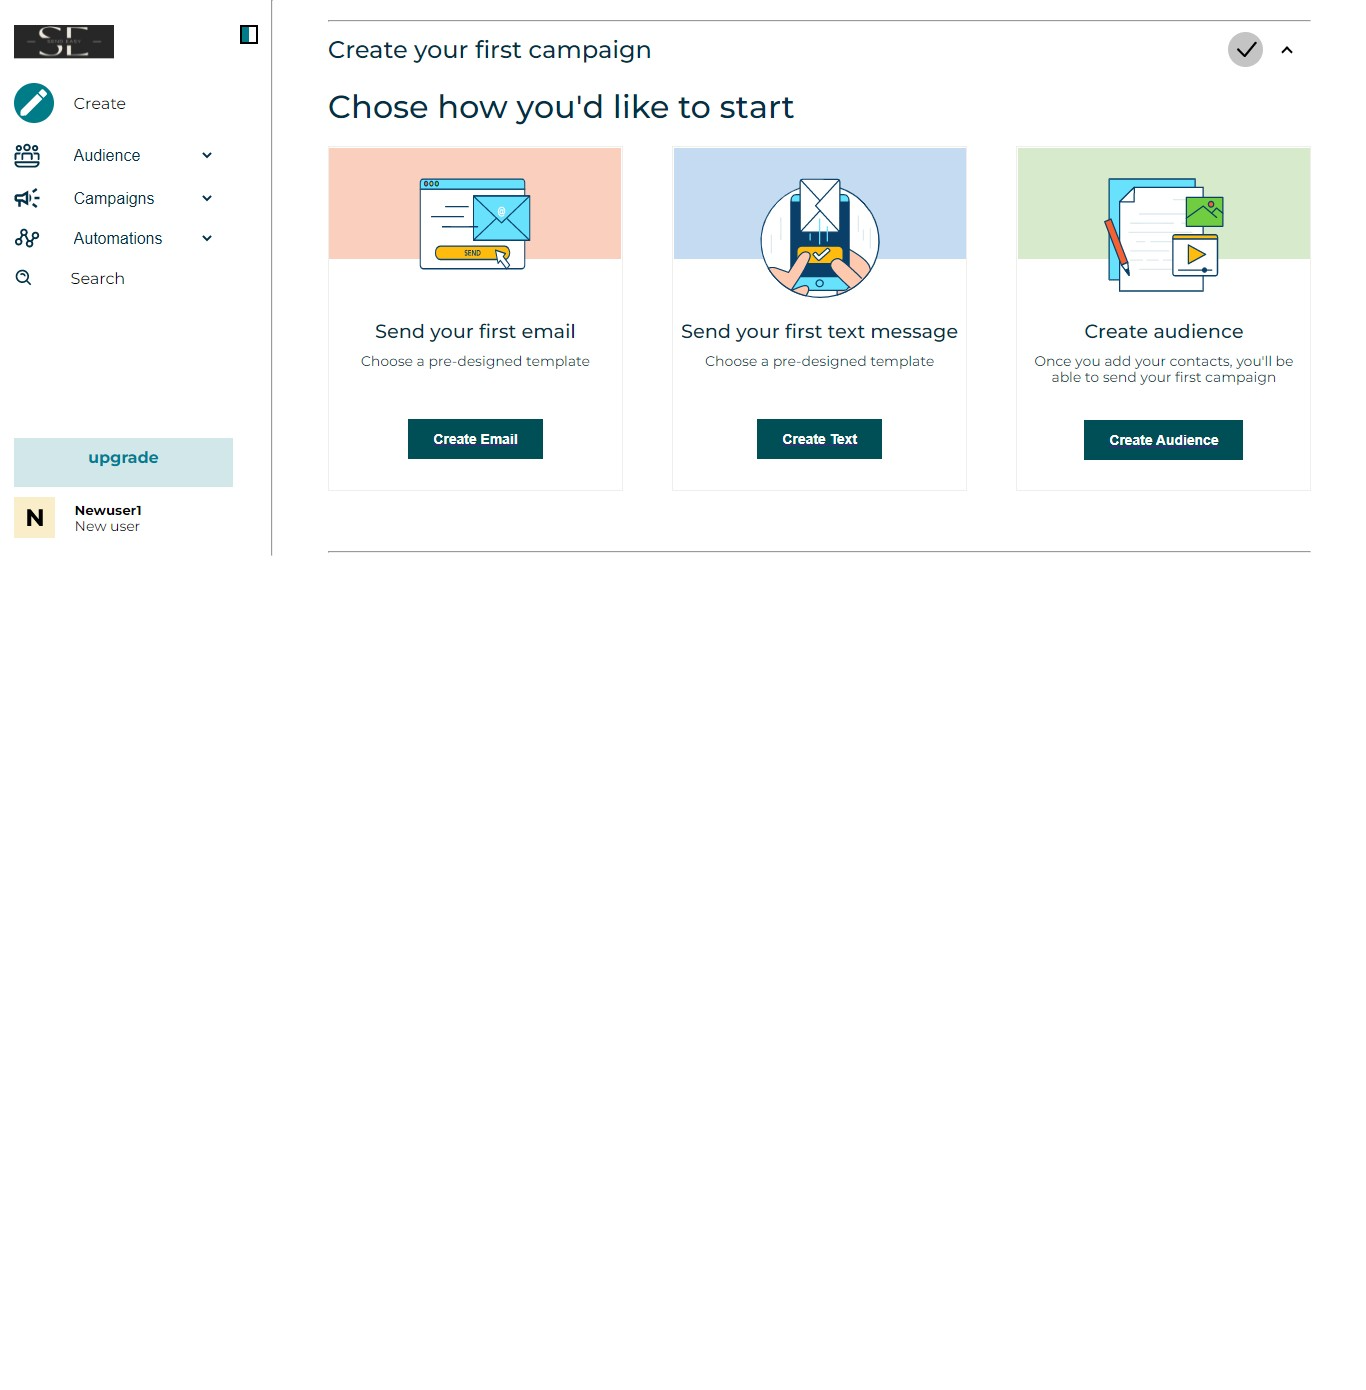 SE
Create
Audience
Campaigns
Automations
Search
upgrade
N
Newuser1
New user
Create your first campaign
Chose how you'd like to start
@
SEND
Send your first email
Choose a pre-designed template
Create Email
Send your first text message
Choose a pre-designed template
Create Text
Create audience
Once you add your contacts, you'll be
able to send your first campaign
Create Audience